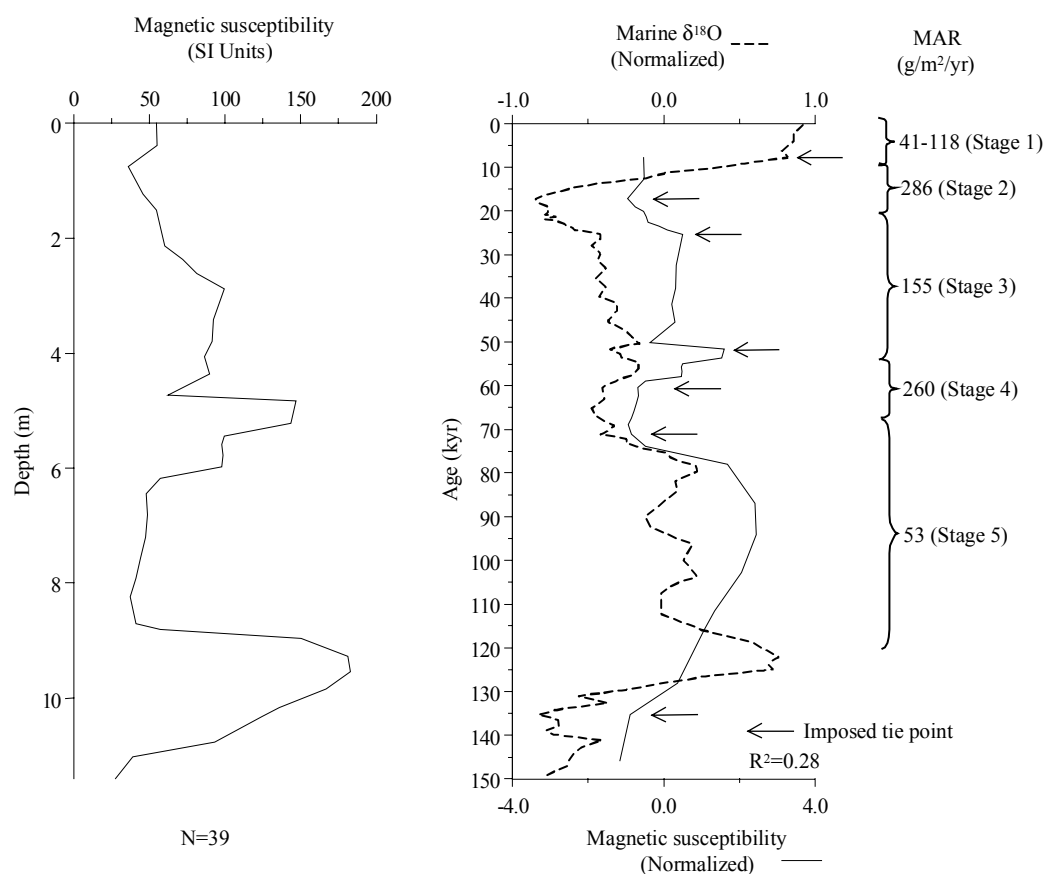 Magnetic susceptibility
(SI Units)
0 50 100 150 200
0
2
4
6
8
10
Depth (m)
N=39
Marine δ¹⁸O
(Normalized)
-1.0 0.0 1.0
0
10
20
30
40
50
60
70
80
90
100
110
120
130
140
150
Age (kyr)
Imposed tie point
R²=0.28
-4.0 0.0 4.0
Magnetic susceptibility
(Normalized)
MAR
(g/m²/yr)
41-118 (Stage 1)
286 (Stage 2)
155 (Stage 3)
260 (Stage 4)
53 (Stage 5)